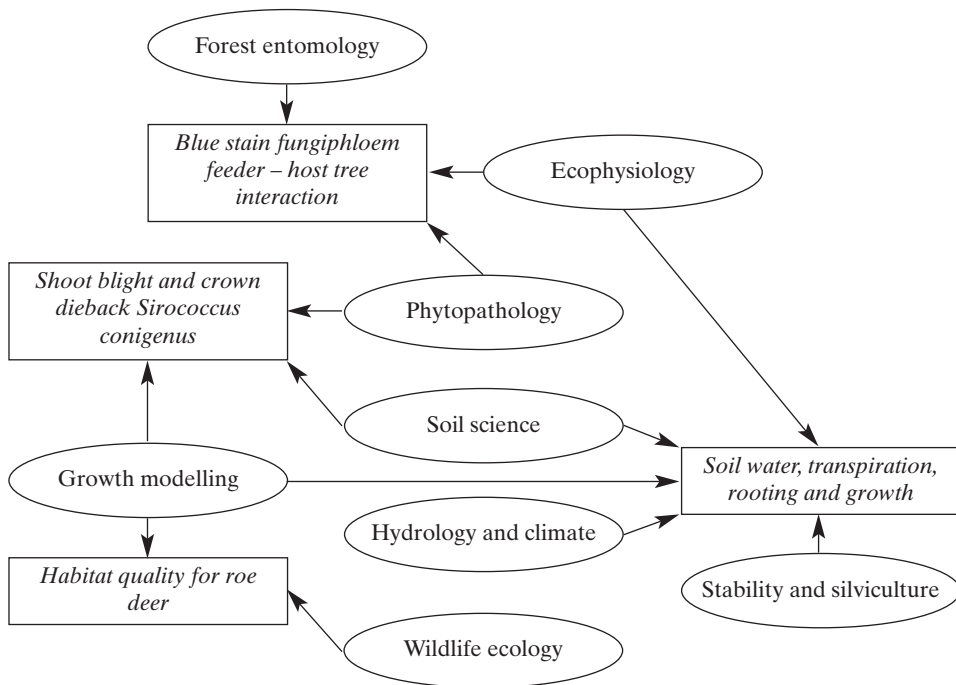 Forest entomology
Blue stain fungiphloem
feeder – host tree
interaction
Ecophysiology
Shoot blight and crown
dieback Sirococcus
conigenus
Phytopathology
Soil science
Growth modelling
Soil water, transpiration,
rooting and growth
Hydrology and climate
Habitat quality for roe
deer
Stability and silviculture
Wildlife ecology